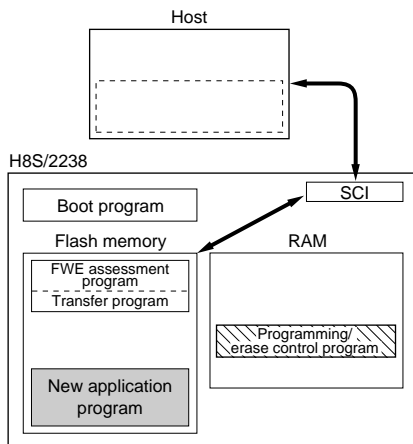 Host
H8S/2238
SCI
Boot program
Flash memory
RAM
FWE assessment
program
Transfer program
Programming/
erase control program
New application
program